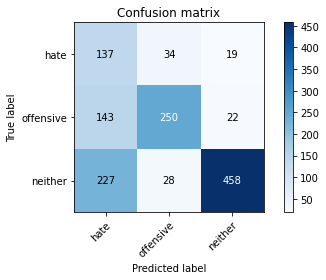 Confusion matrix
True label
hate 137 34 19
offensive 143 250 22
neither 227 28 458
hate offensive neither
Predicted label
450
400
350
300
250
200
150
100
50